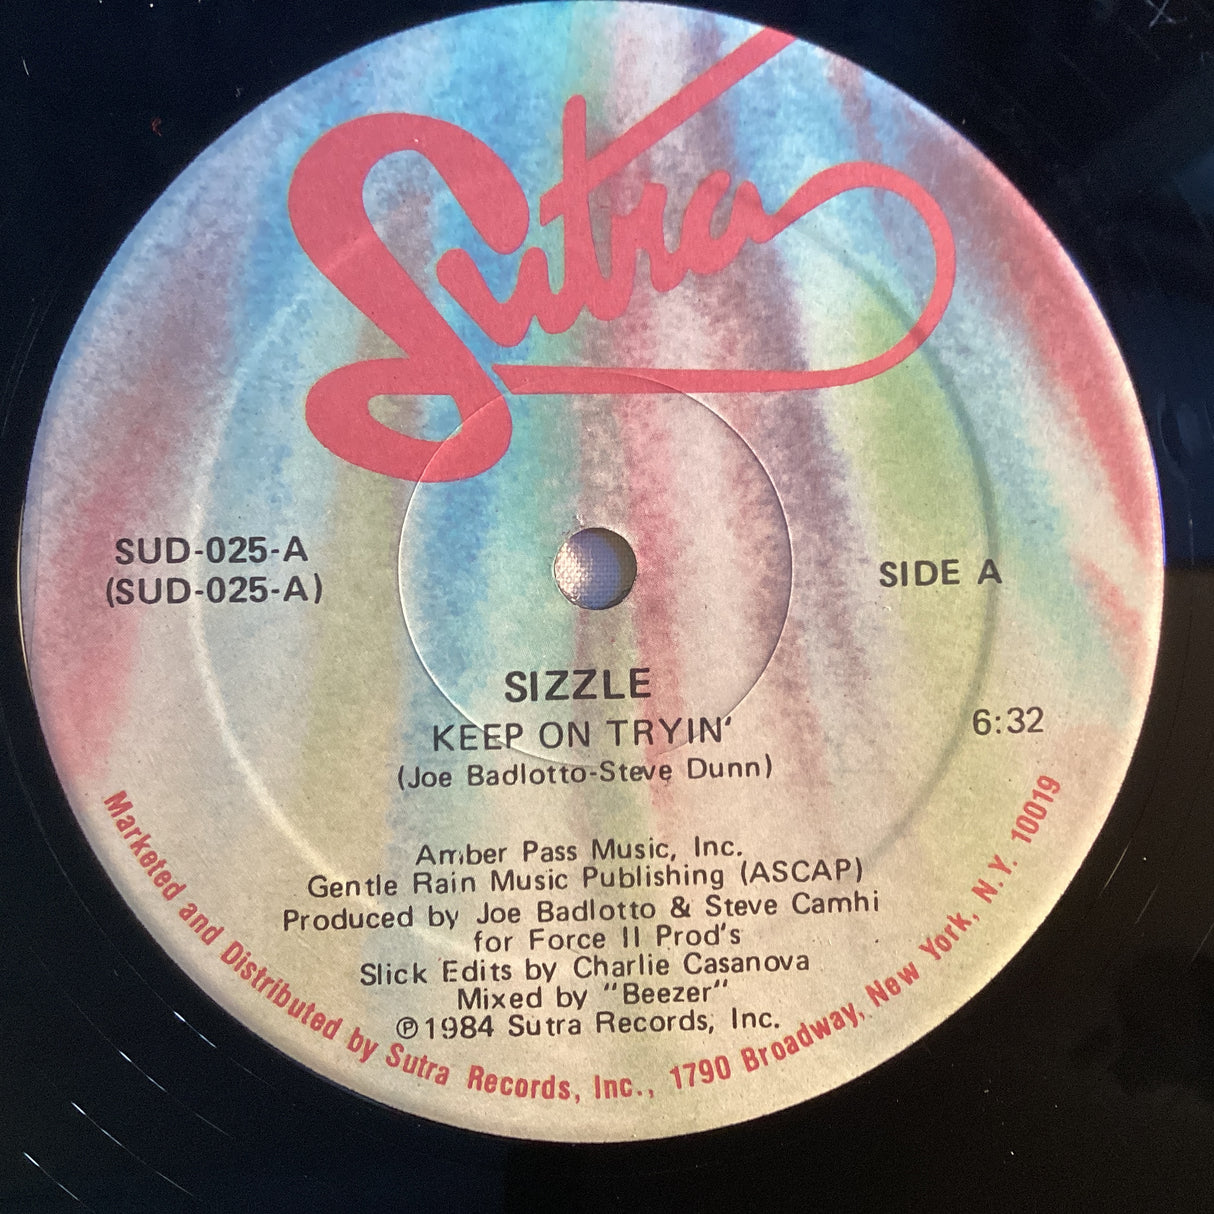 Sutra
SUD-025-A
(SUD-025-A)
SIDE A
SIZZLE
KEEP ON TRYIN'
6:32
(Joe Badlotto-Steve Dunn)
Amber Pass Music, Inc.
Gentle Rain Music Publishing (ASCAP)
Produced by Joe Badlotto & Steve Camhi
for Force II Prod's
Slick Edits by Charlie Casanova
Mixed by "Beezer"
℗1984 Sutra Records, Inc.
Marketed and Distributed by Sutra Records, Inc., 1790 Broadway, New York, N.Y. 10019